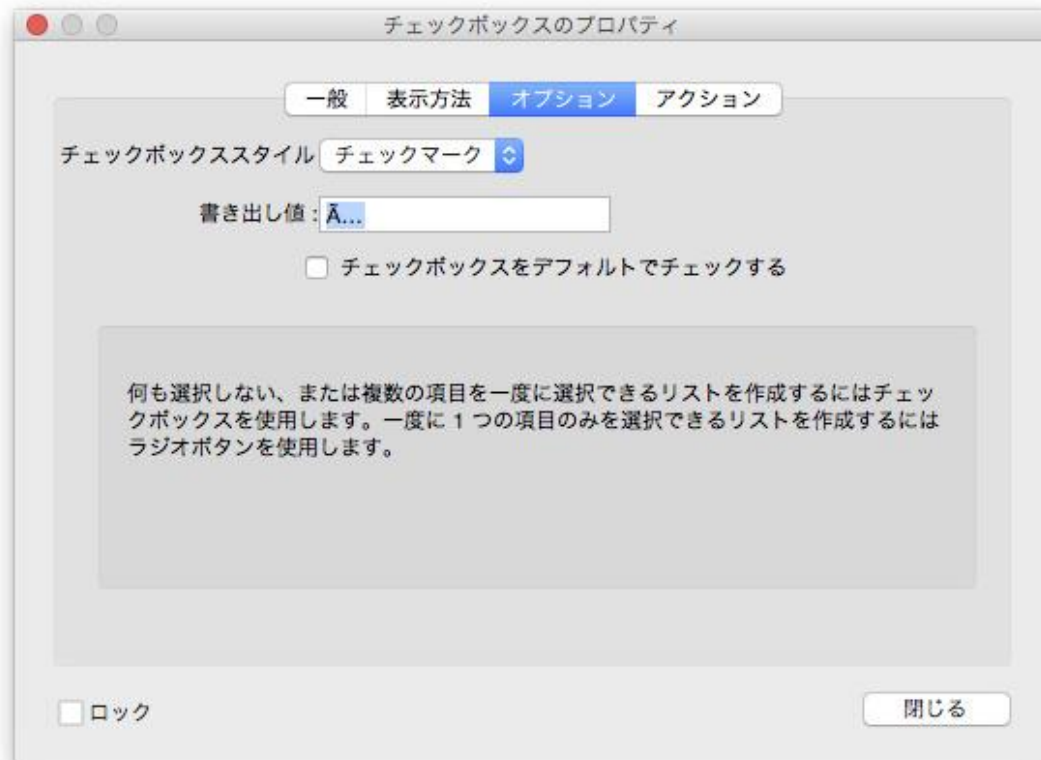 チェックボックスのプロパティ
一般 表示方法 オプション アクション
チェックボックススタイル チェックマーク
書き出し値 : Ã...
チェックボックスをデフォルトでチェックする
何も選択しない、または複数の項目を一度に選択できるリストを作成するにはチェッ
クボックスを使用します。一度に 1 つの項目のみを選択できるリストを作成するには
ラジオボタンを使用します。
ロック 閉じる